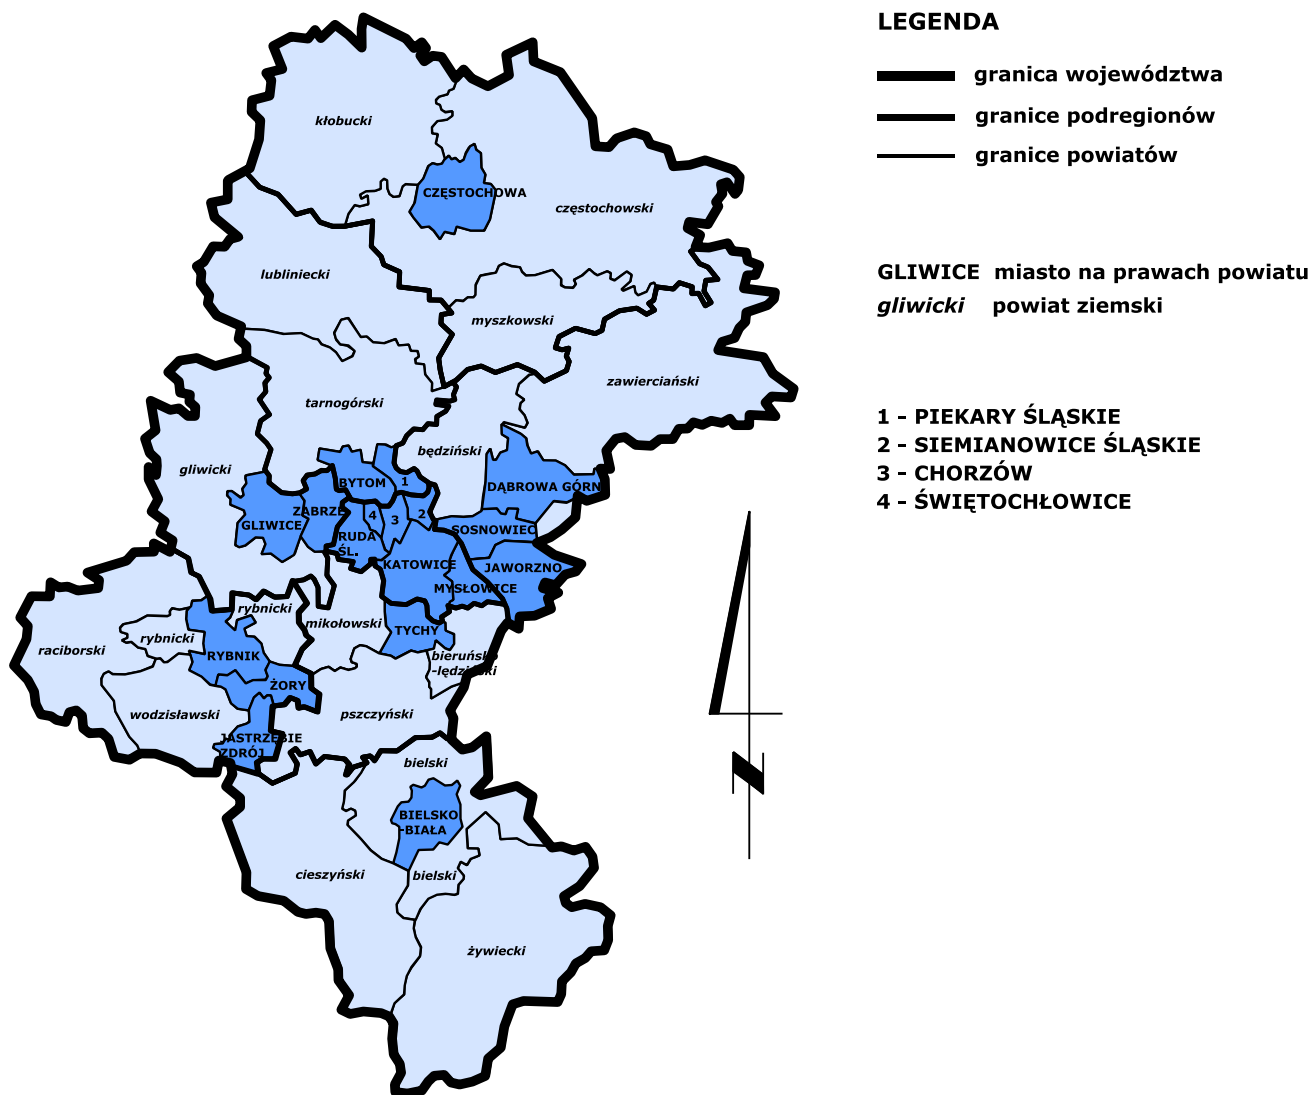 LEGENDA
granica województwa
granice podregionów
granice powiatów
GLIWICE miasto na prawach powiatu
gliwicki powiat ziemski
1 - PIEKARY ŚLĄSKIE
2 - SIEMIANOWICE ŚLĄSKIE
3 - CHORZÓW
4 - ŚWIĘTOCHŁOWICE
kłobucki
CZĘSTOCHOWA
częstochowski
lubliniecki
myszkowski
zawierciański
tarnogórski
będziński
gliwicki
BYTOM
1
DĄBROWA GÓRN.
ZABRZE
GLIWICE
4
3
2
RUDA
ŚL.
SOSNOWIEC
KATOWICE
JAWORZNO
MYSŁOWICE
rybnicki
mikołowski
TYCHY
rybnicki
raciborski
RYBNIK
bieruńsko
-lędziński
ŻORY
wodzisławski
pszczyński
JASTRZĘBIE
ZDRÓJ
bielski
BIELSKO
-BIAŁA
cieszyński
bielski
żywiecki
N